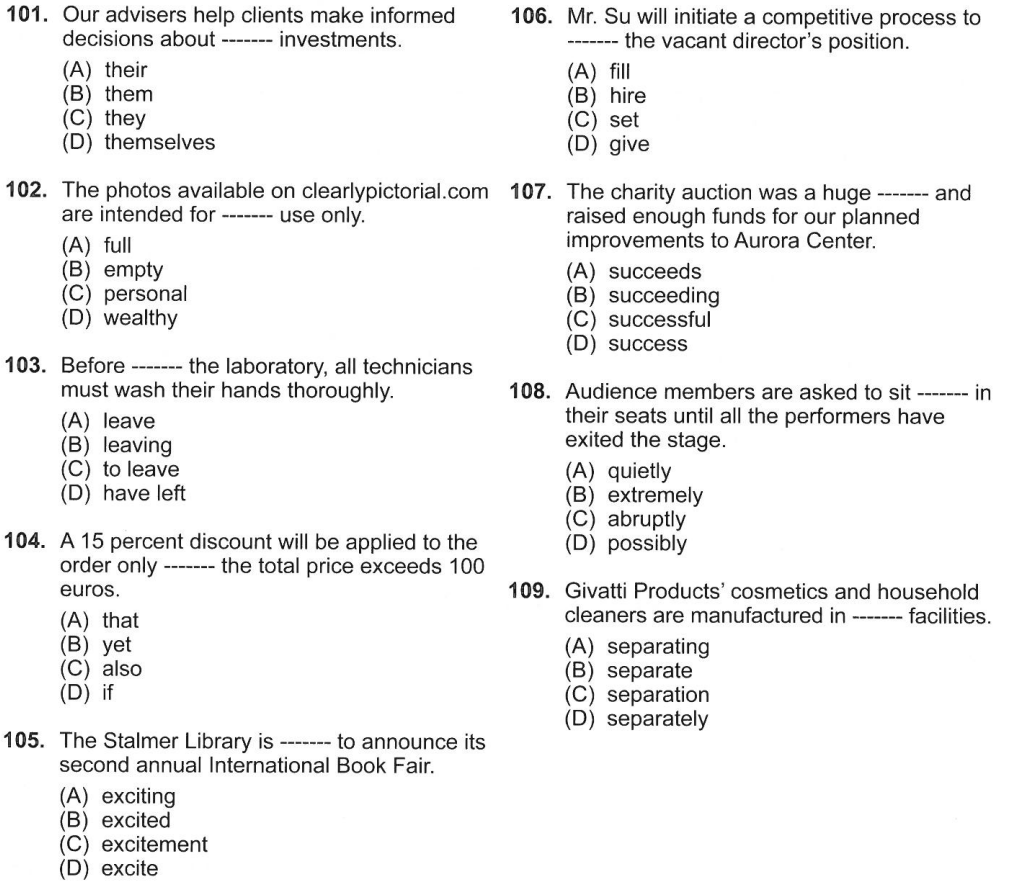 101. Our advisers help clients make informed
decisions about ------- investments.
(A) their
(B) them
(C) they
(D) themselves
102. The photos available on clearlypictorial.com
are intended for ------- use only.
(A) full
(B) empty
(C) personal
(D) wealthy
103. Before ------- the laboratory, all technicians
must wash their hands thoroughly.
(A) leave
(B) leaving
(C) to leave
(D) have left
104. A 15 percent discount will be applied to the
order only ------- the total price exceeds 100
euros.
(A) that
(B) yet
(C) also
(D) if
105. The Stalmer Library is ------- to announce its
second annual International Book Fair.
(A) exciting
(B) excited
(C) excitement
(D) excite
106. Mr. Su will initiate a competitive process to
------- the vacant director's position.
(A) fill
(B) hire
(C) set
(D) give
107. The charity auction was a huge ------- and
raised enough funds for our planned
improvements to Aurora Center.
(A) succeeds
(B) succeeding
(C) successful
(D) success
108. Audience members are asked to sit ------- in
their seats until all the performers have
exited the stage.
(A) quietly
(B) extremely
(C) abruptly
(D) possibly
109. Givatti Products' cosmetics and household
cleaners are manufactured in ------- facilities.
(A) separating
(B) separate
(C) separation
(D) separately